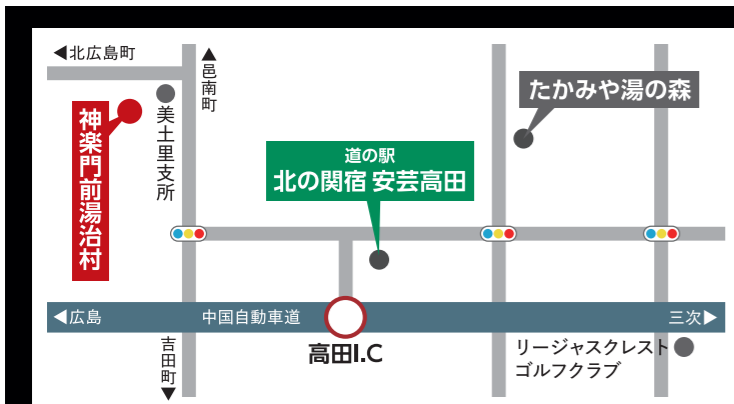 ◀北広島町
▲邑南町
神楽門前湯治村
美土里支所
たかみや湯の森
道の駅
北の関宿 安芸高田
◀広島
中国自動車道
三次▶
高田I.C
吉田町▼
リージャスクレスト
ゴルフクラブ